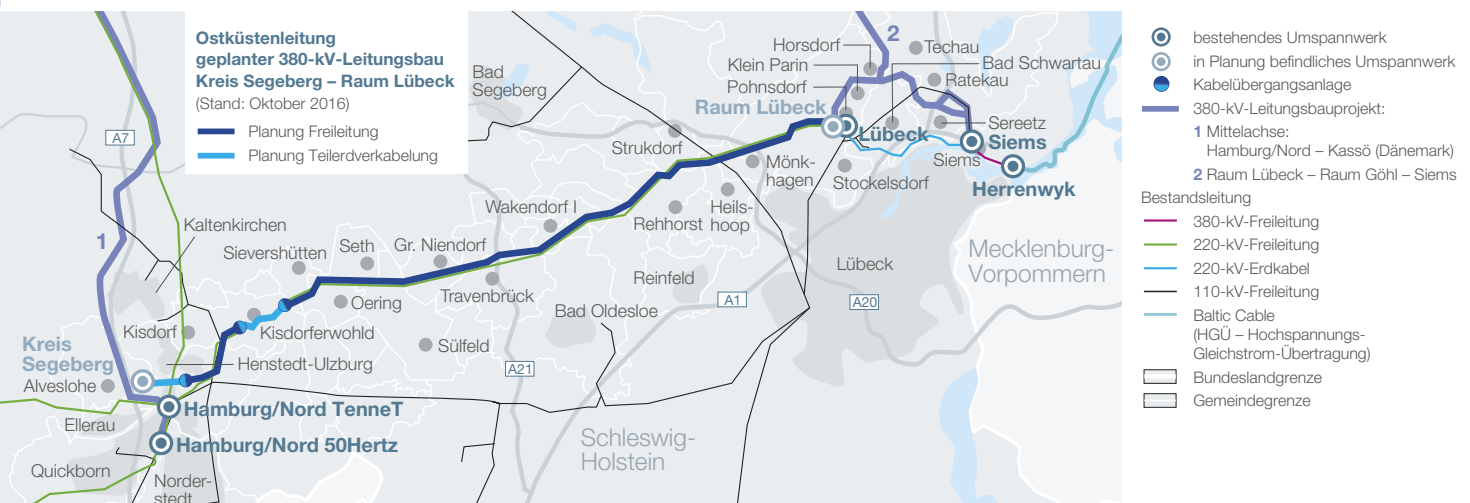 Ostküstenleitung
geplanter 380-kV-Leitungsbau
Kreis Segeberg – Raum Lübeck
(Stand: Oktober 2016)
Planung Freileitung
Planung Teilerdverkabelung
A7
Bad
Segeberg
Horsdorf
Klein Parin
Pohnsdorf
Raum Lübeck
2
Techau
Bad Schwartau
Ratekau
Sereetz
Lübeck
Siems
Siems
Herrenwyk
Strukdorf
Mönk-
hagen
Stockelsdorf
Heils-
hoop
Rehhorst
Wakendorf I
Kaltenkirchen
1
Sievershütten
Seth
Gr. Niendorf
Oering
Travenbrück
Reinfeld
Bad Oldesloe
A1
Lübeck
A20
Mecklenburg-
Vorpommern
Kisdorf
Kisdorferwohld
Sülfeld
Kreis
Segeberg
Henstedt-Ulzburg
Alveslohe
A21
Hamburg/Nord TenneT
Ellerau
Hamburg/Nord 50Hertz
Schleswig-
Holstein
Quickborn
Norder-
stedt
bestehendes Umspannwerk
in Planung befindliches Umspannwerk
Kabelübergangsanlage
380-kV-Leitungsbauprojekt:
1 Mittelachse:
Hamburg/Nord – Kassö (Dänemark)
2 Raum Lübeck – Raum Göhl – Siems
Bestandsleitung
380-kV-Freileitung
220-kV-Freileitung
220-kV-Erdkabel
110-kV-Freileitung
Baltic Cable
(HGÜ – Hochspannungs-
Gleichstrom-Übertragung)
Bundeslandgrenze
Gemeindegrenze